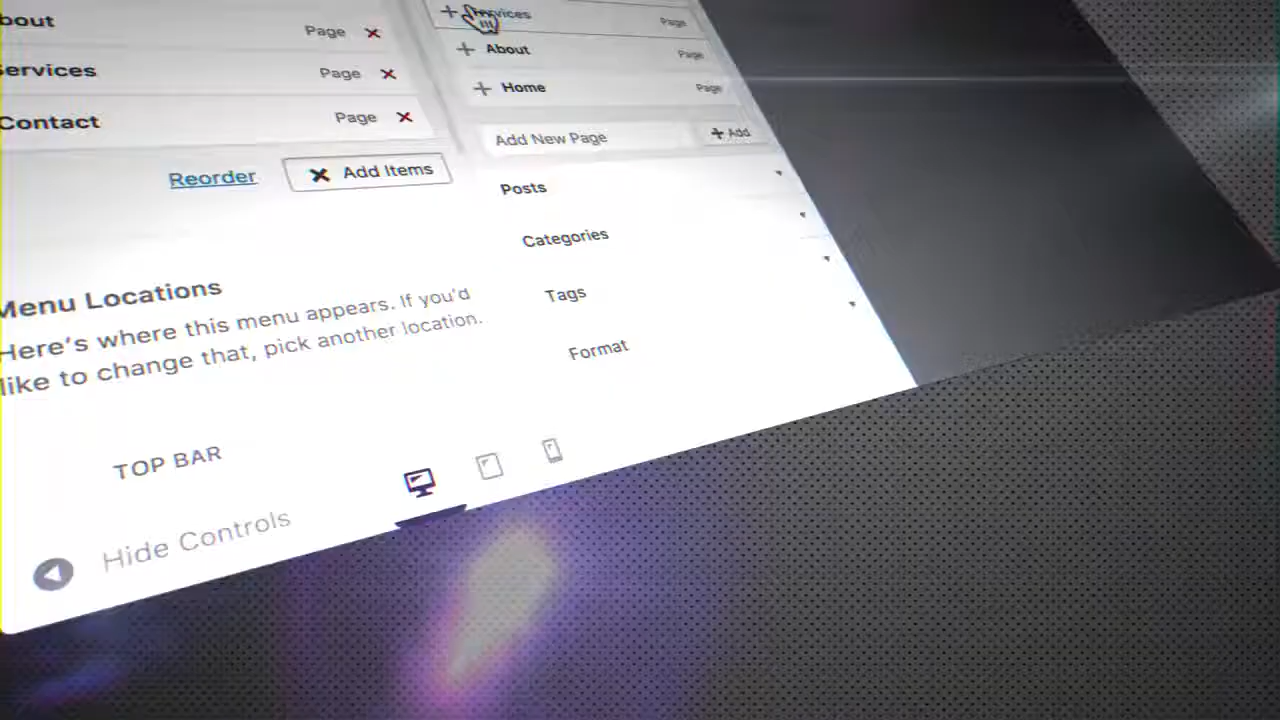 bout Page
ervices Page
Contact Page
Reorder Add Items
Menu Locations
Here's where this menu appears. If you'd
like to change that, pick another location.
TOP BAR
Hide Controls
Services Page
About Page
Home Page
Add New Page Add
Posts
Categories
Tags
Format